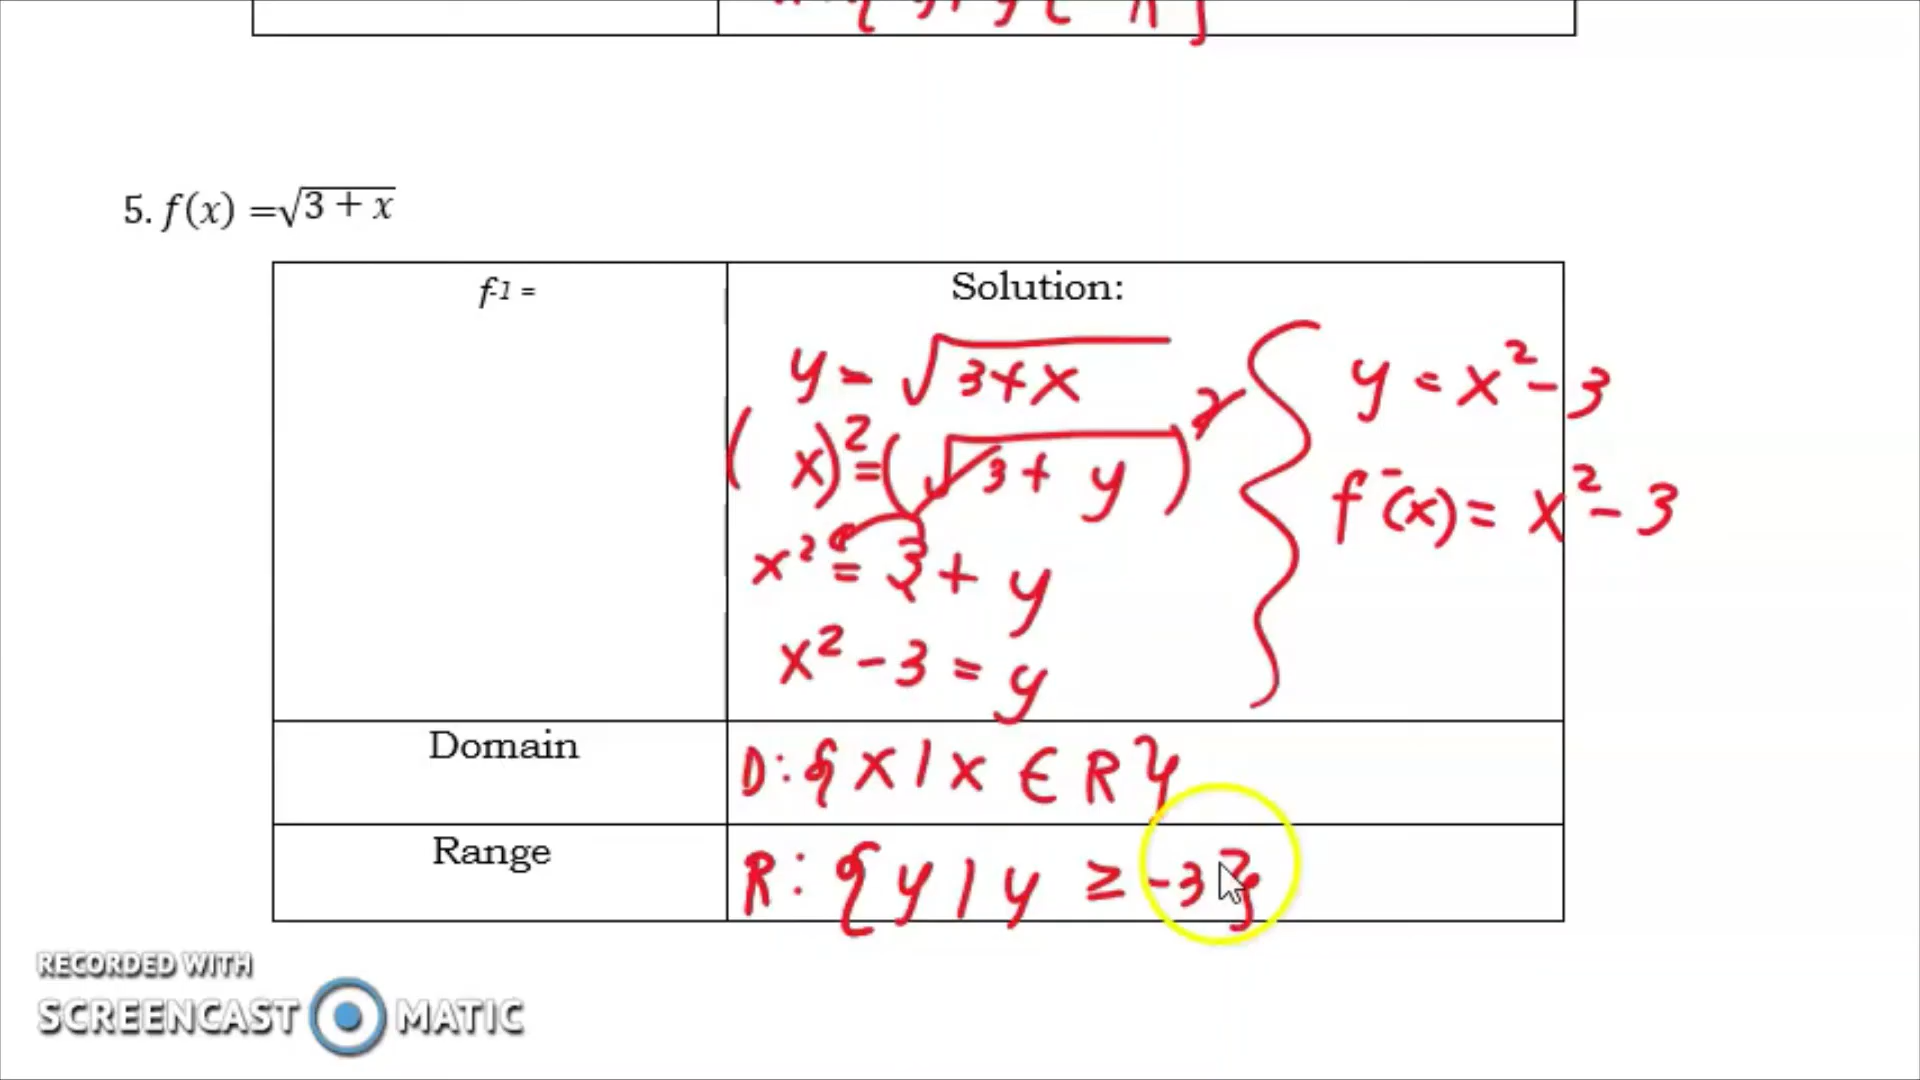 5. f(x) =√3 + x
f-1 =
Solution:
y = √3+x
(x)² = (√3 + y)²
x² = 3 + y
x² - 3 = y
y = x² - 3
f⁻(x) = x² - 3
Domain
D: {x | x ∈ R}
Range
R: {y | y ≥ -3}
RECORDED WITH
SCREENCAST MATIC